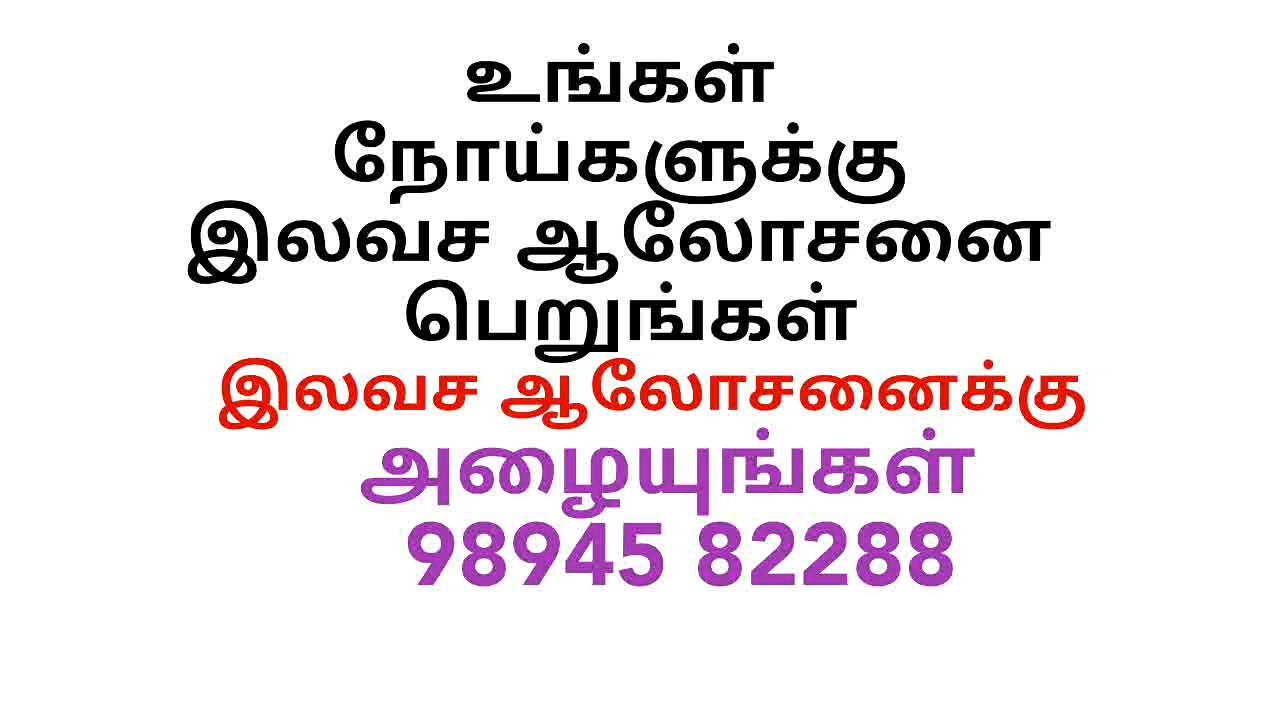 உங்கள்
நோய்களுக்கு
இலவச ஆலோசனை
பெறுங்கள்
இலவச ஆலோசனைக்கு
அழையுங்கள்
98945 82288